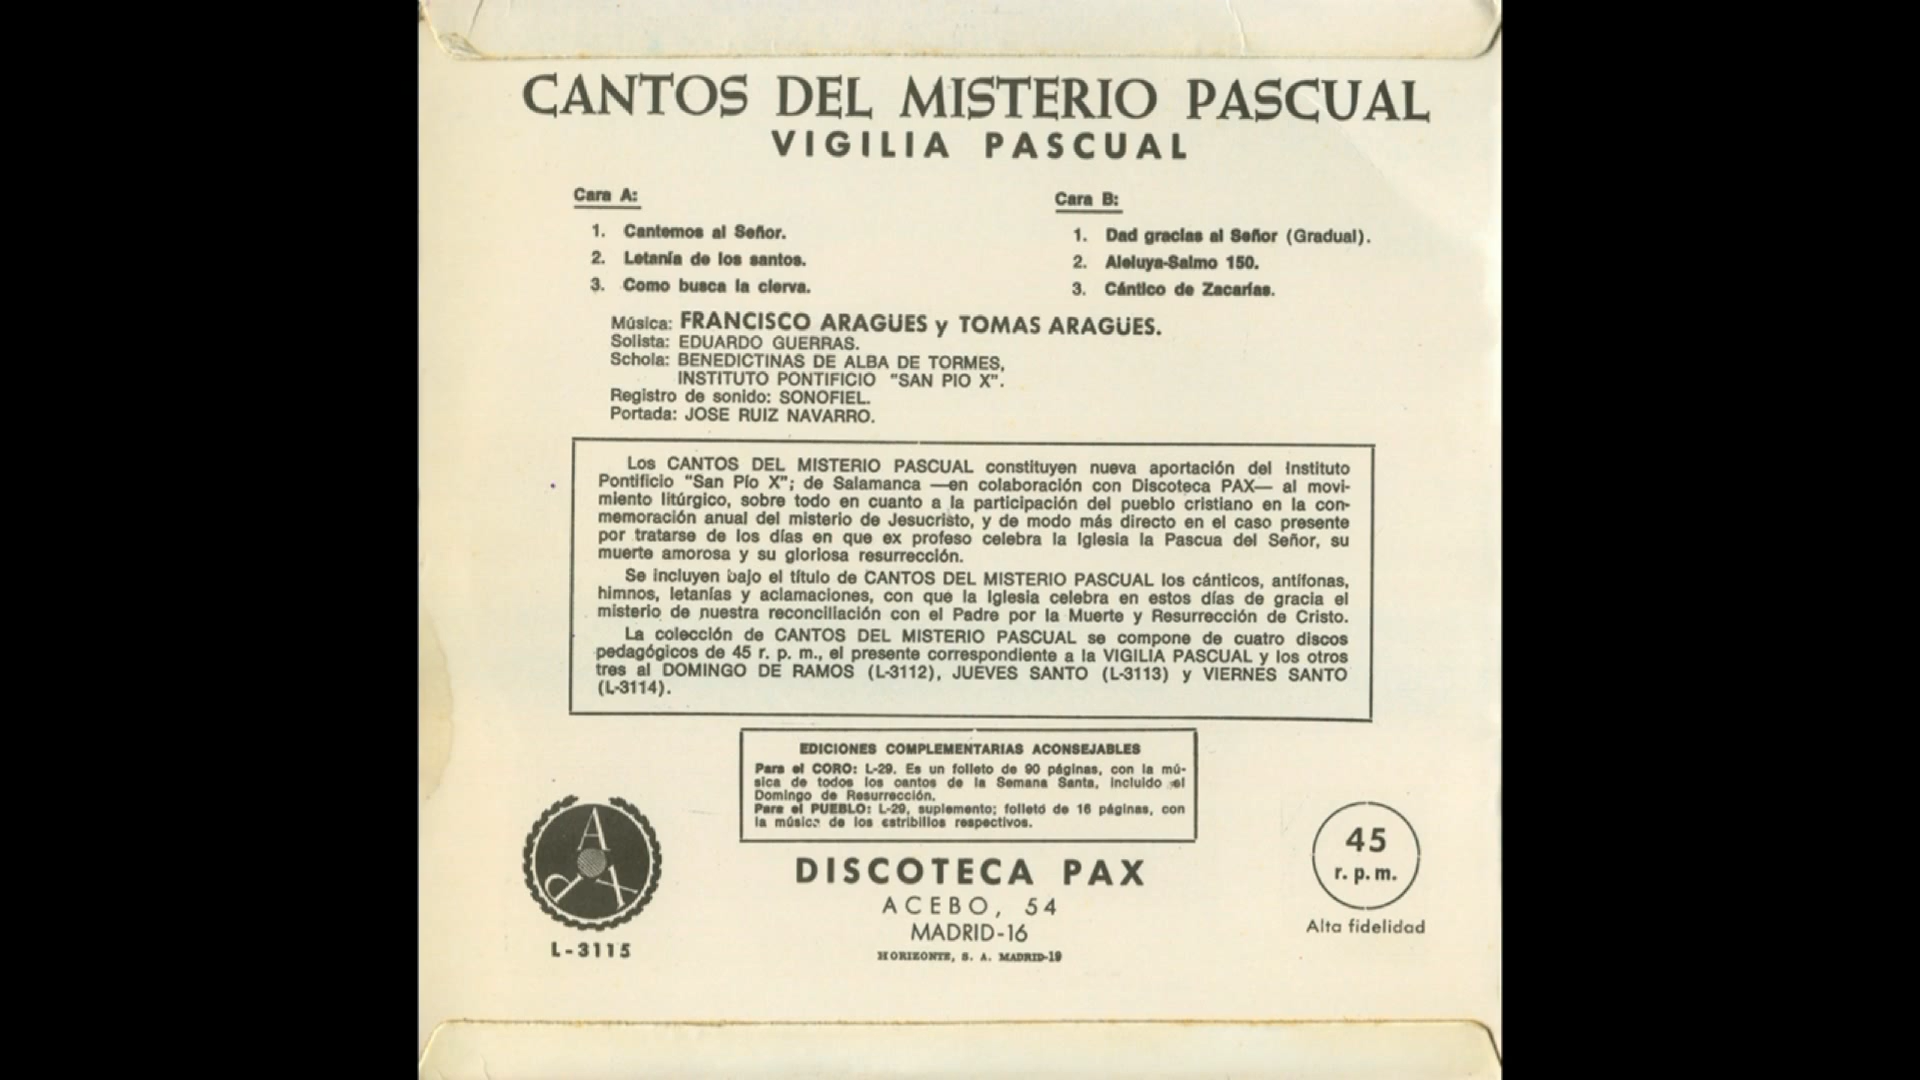 CANTOS DEL MISTERIO PASCUAL
VIGILIA PASCUAL
Cara A:
1. Cantemos al Señor.
2. Letanía de los santos.
3. Como busca la cierva.
Cara B:
1. Dad gracias al Señor (Gradual).
2. Aleluya-Salmo 150.
3. Cántico de Zacarías.
Música: FRANCISCO ARAGÜES y TOMAS ARAGÜES.
Solista: EDUARDO GUERRAS.
Schola: BENEDICTINAS DE ALBA DE TORMES,
INSTITUTO PONTIFICIO "SAN PIO X".
Registro de sonido: SONOFIEL.
Portada: JOSE RUIZ NAVARRO.
Los CANTOS DEL MISTERIO PASCUAL constituyen nueva aportación del Instituto
Pontificio "San Pío X"; de Salamanca —en colaboración con Discoteca PAX— al movi-
miento litúrgico, sobre todo en cuanto a la participación del pueblo cristiano en la con-
memoración anual del misterio de Jesucristo, y de modo más directo en el caso presente
por tratarse de los días en que ex profeso celebra la Iglesia la Pascua del Señor, su
muerte amorosa y su gloriosa resurrección.
Se incluyen bajo el título de CANTOS DEL MISTERIO PASCUAL los cánticos, antífonas,
himnos, letanías y aclamaciones, con que la Iglesia celebra en estos días de gracia el
misterio de nuestra reconciliación con el Padre por la Muerte y Resurrección de Cristo.
La colección de CANTOS DEL MISTERIO PASCUAL se compone de cuatro discos
pedagógicos de 45 r. p. m., el presente correspondiente a la VIGILIA PASCUAL y los otros
tres al DOMINGO DE RAMOS (L-3112), JUEVES SANTO (L-3113) y VIERNES SANTO
(L-3114).
EDICIONES COMPLEMENTARIAS ACONSEJABLES
Para el CORO: L-29. Es un folleto de 90 páginas, con la mú-
sica de todos los cantos de la Semana Santa, incluido el
Domingo de Resurrección.
Para el PUEBLO: L-29, suplemento; folleto de 16 páginas, con
la música de los estribillos respectivos.
PAX
L-3115
DISCOTECA PAX
ACEBO, 54
MADRID-16
HORIZONTE, S. A. MADRID-19
45
r. p. m.
Alta fidelidad